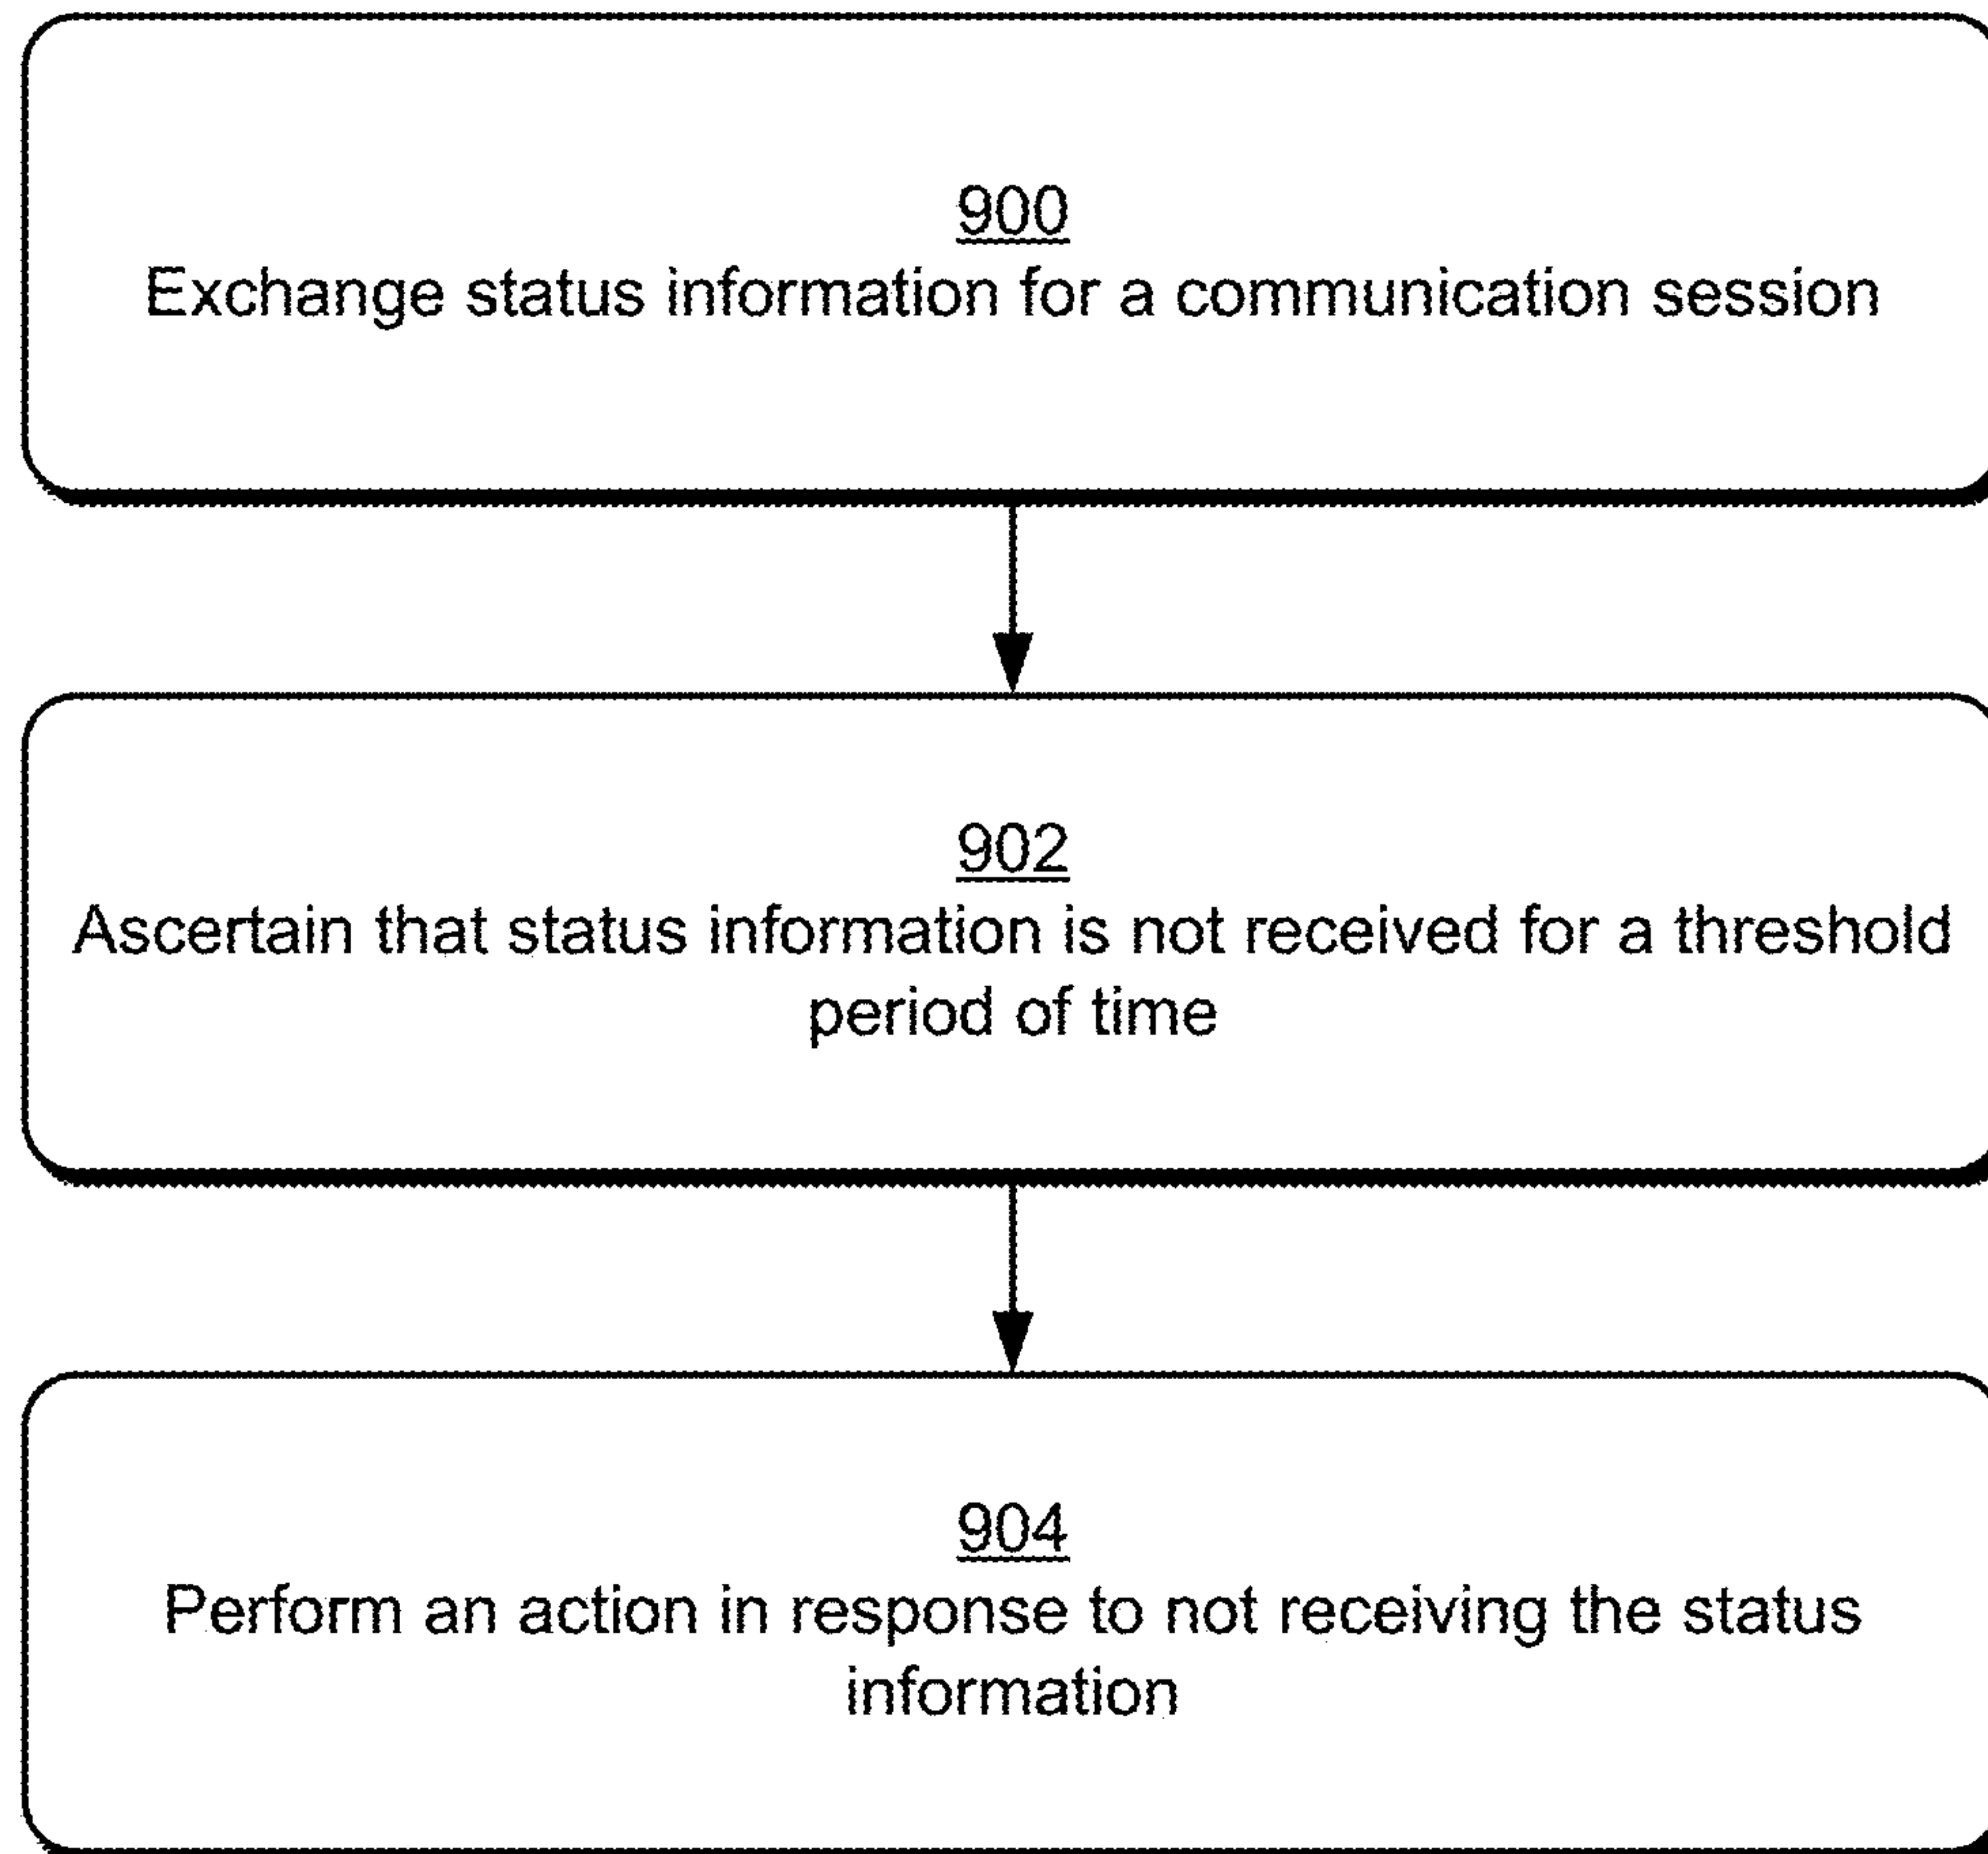 900
Exchange status information for a communication session
902
Ascertain that status information is not received for a threshold
period of time
904
Perform an action in response to not receiving the status
information